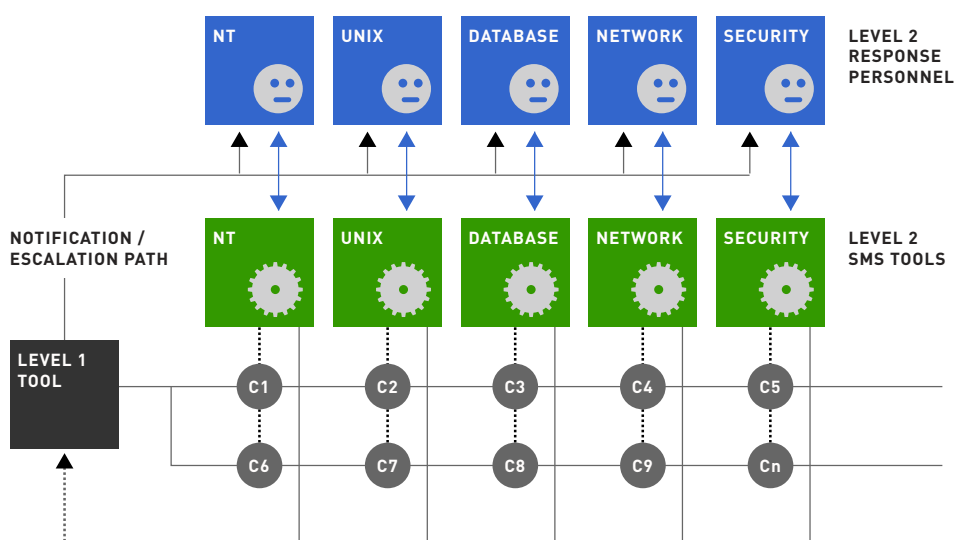 NT
UNIX
DATABASE
NETWORK
SECURITY
LEVEL 2
RESPONSE
PERSONNEL
NOTIFICATION /
ESCALATION PATH
NT
UNIX
DATABASE
NETWORK
SECURITY
LEVEL 2
SMS TOOLS
LEVEL 1
TOOL
C1
C2
C3
C4
C5
C6
C7
C8
C9
Cn